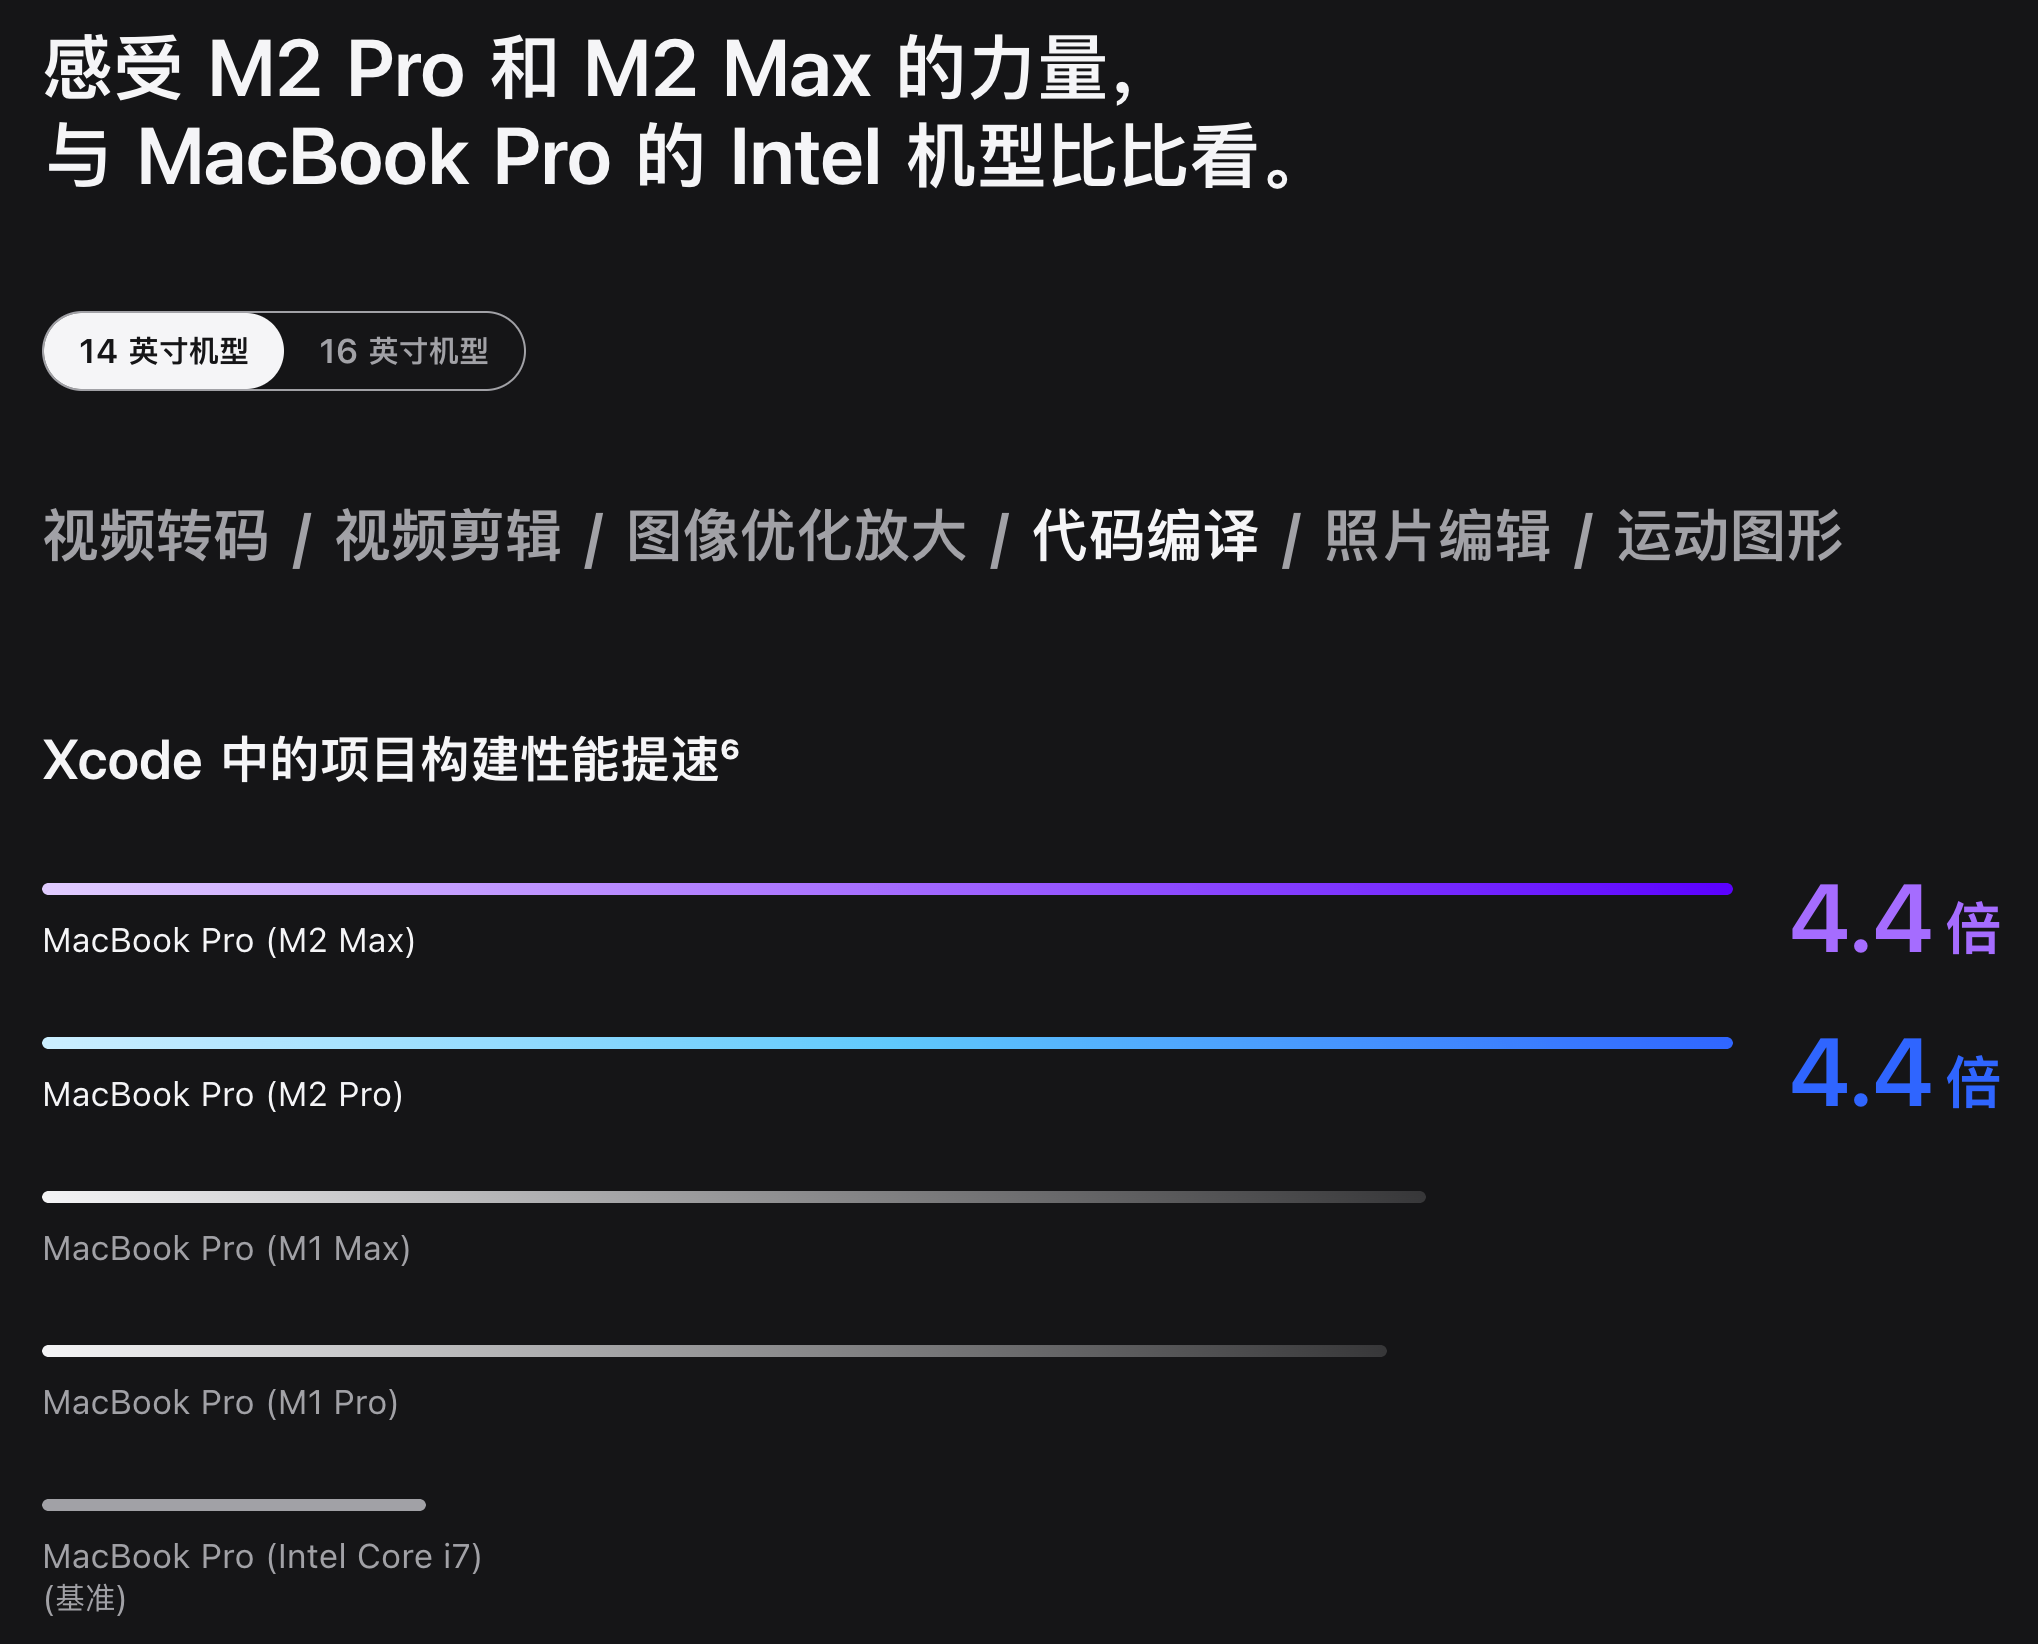 感受 M2 Pro 和 M2 Max 的力量，
与 MacBook Pro 的 Intel 机型比比看。
14 英寸机型 16 英寸机型
视频转码 / 视频剪辑 / 图像优化放大 / 代码编译 / 照片编辑 / 运动图形
Xcode 中的项目构建性能提速⁶
4.4 倍
MacBook Pro (M2 Max)
4.4 倍
MacBook Pro (M2 Pro)
MacBook Pro (M1 Max)
MacBook Pro (M1 Pro)
MacBook Pro (Intel Core i7)
(基准)